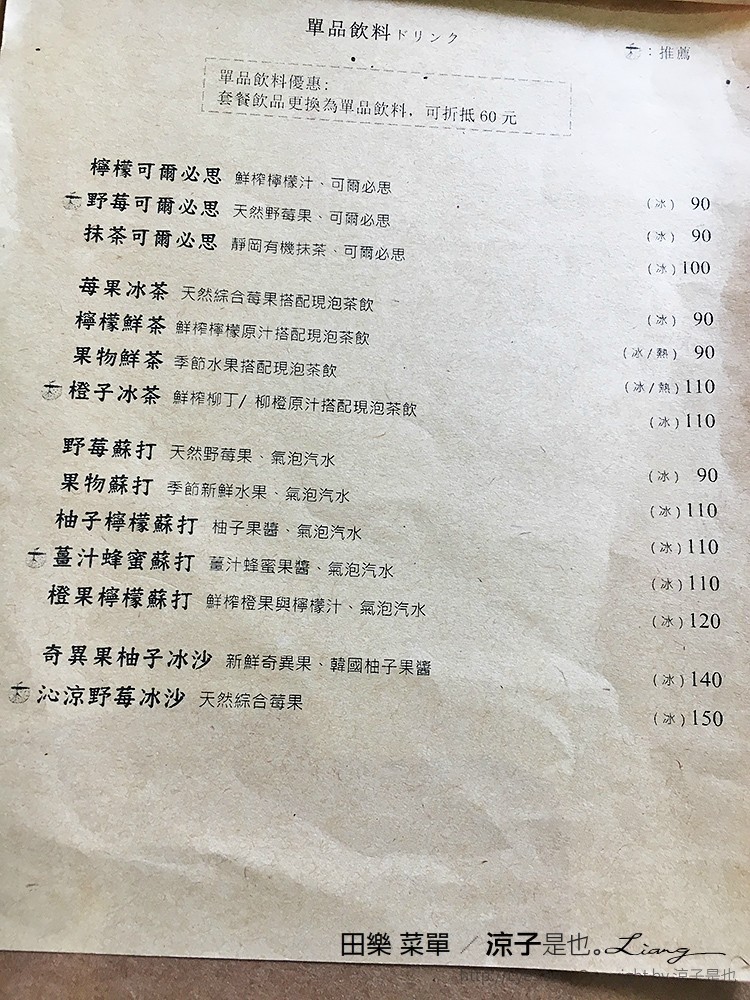 單品飲料ドリンク
：推薦
單品飲料優惠:
套餐飲品更換為單品飲料，可折抵 60 元
檸檬可爾必思 鮮榨檸檬汁、可爾必思 (冰) 90
野莓可爾必思 天然野莓果、可爾必思 (冰) 90
抹茶可爾必思 靜岡有機抹茶、可爾必思 (冰) 100
莓果冰茶 天然綜合莓果搭配現泡茶飲 (冰) 90
檸檬鮮茶 鮮榨檸檬原汁搭配現泡茶飲 (冰/熱) 90
果物鮮茶 季節水果搭配現泡茶飲 (冰/熱) 110
橙子冰茶 鮮榨柳丁/ 柳橙原汁搭配現泡茶飲 (冰) 110
野莓蘇打 天然野莓果、氣泡汽水 (冰) 90
果物蘇打 季節新鮮水果、氣泡汽水 (冰) 110
柚子檸檬蘇打 柚子果醬、氣泡汽水 (冰) 110
薑汁蜂蜜蘇打 薑汁蜂蜜果醬、氣泡汽水 (冰) 110
橙果檸檬蘇打 鮮榨橙果與檸檬汁、氣泡汽水 (冰) 120
奇異果柚子冰沙 新鮮奇異果、韓國柚子果醬 (冰) 140
沁涼野莓冰沙 天然綜合莓果 (冰) 150
田樂 菜單 ／ 涼子是也。Liang
by 涼子是也